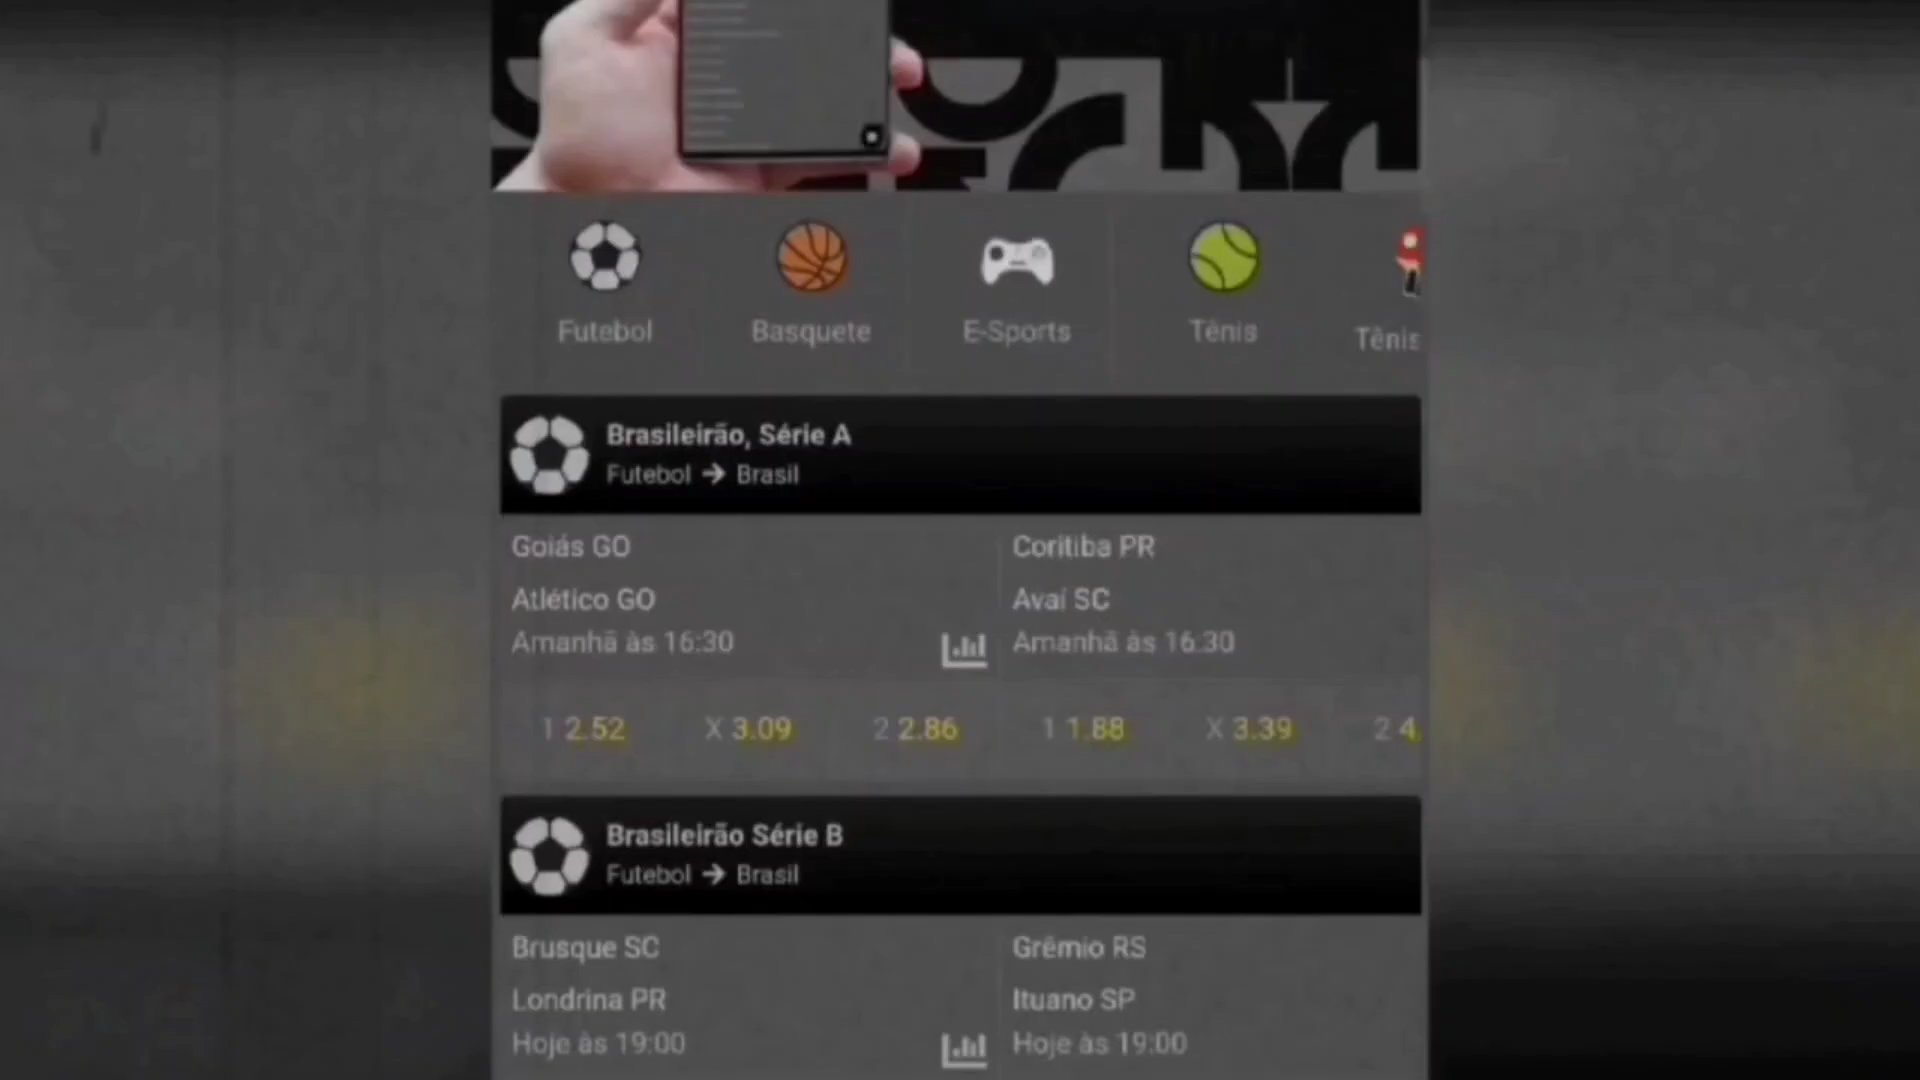 Futebol
Basquete
E-Sports
Tênis
Tênis
Brasileirão, Série A
Futebol → Brasil
Goiás GO
Atlético GO
Amanhã às 16:30
Coritiba PR
Avaí SC
Amanhã às 16:30
1 2.52 X 3.09 2 2.86
1 1.88 X 3.39 2 4.
Brasileirão Série B
Futebol → Brasil
Brusque SC
Londrina PR
Hoje às 19:00
Grêmio RS
Ituano SP
Hoje às 19:00